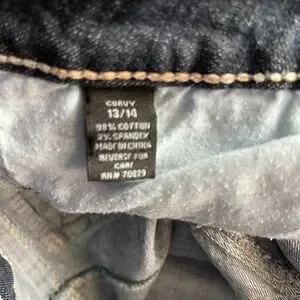 CURVY
13/14
98% COTTON
2% SPANDEX
MADE IN CHINA
REVERSE FOR
CARE
RN# 70829